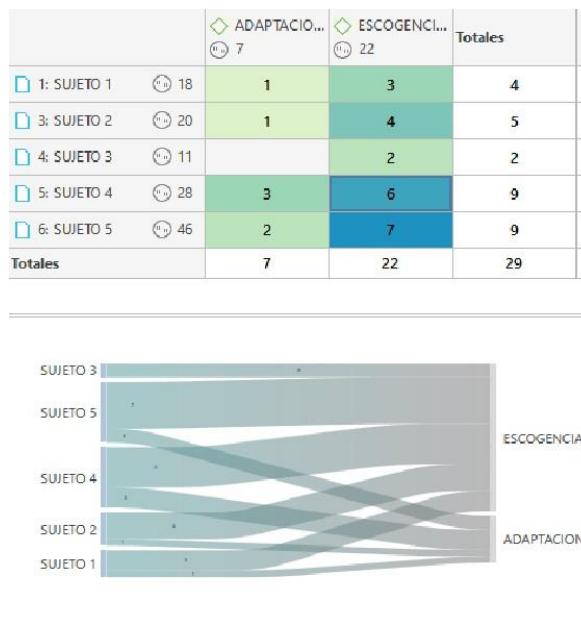 ADAPTACIO... ESCOGENCI... Totales
7 22
1: SUJETO 1 18 1 3 4
3: SUJETO 2 20 1 4 5
4: SUJETO 3 11 2 2
5: SUJETO 4 28 3 6 9
6: SUJETO 5 46 2 7 9
Totales 7 22 29
SUJETO 3
SUJETO 5
ESCOGENCIA
SUJETO 4
SUJETO 2
ADAPTACION
SUJETO 1